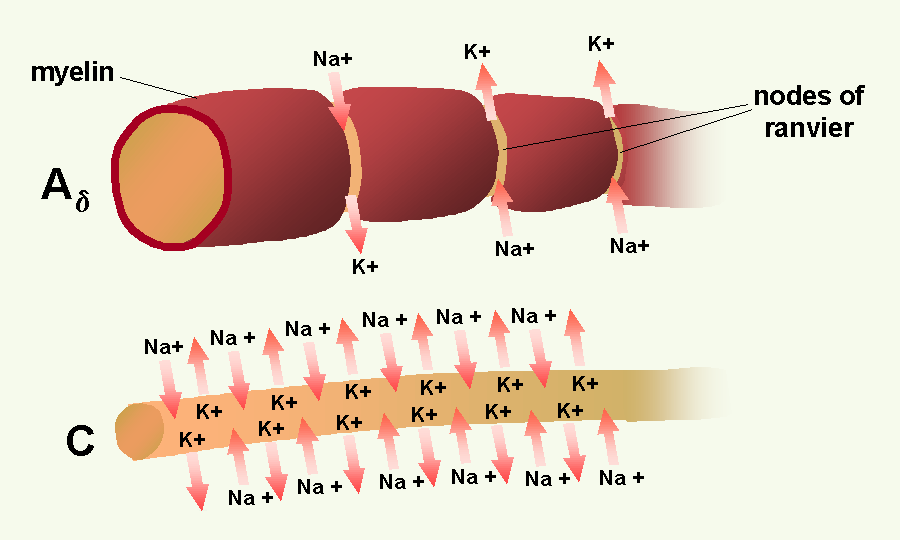 Na+
K+
K+
myelin
nodes of
ranvier
Aδ
Na+
Na+
K+
Na +
Na +
Na +
Na +
Na +
Na+
K+
K+
K+
K+
K+
K+
K+
K+
K+
K+
K+
K+
C
Na +
Na +
Na +
Na +
Na +
Na +